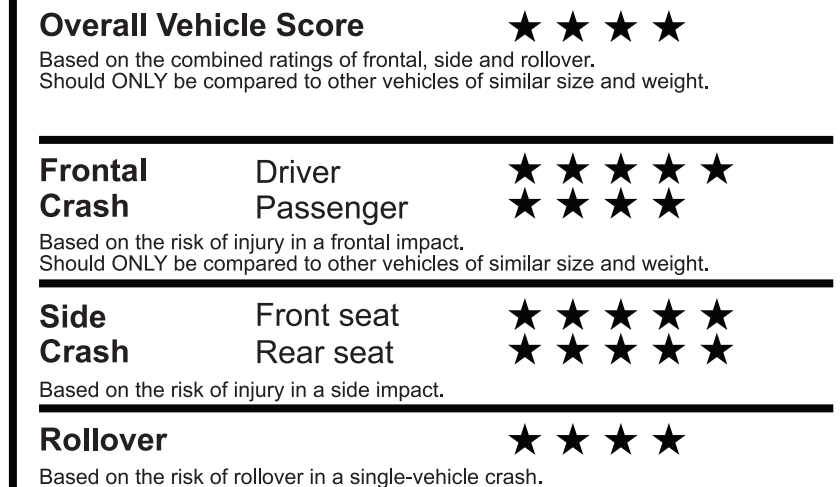 Overall Vehicle Score ★★★★
Based on the combined ratings of frontal, side and rollover.
Should ONLY be compared to other vehicles of similar size and weight.
Frontal Driver ★★★★★
Crash Passenger ★★★★
Based on the risk of injury in a frontal impact.
Should ONLY be compared to other vehicles of similar size and weight.
Side Front seat ★★★★★
Crash Rear seat ★★★★★
Based on the risk of injury in a side impact.
Rollover ★★★★
Based on the risk of rollover in a single-vehicle crash.